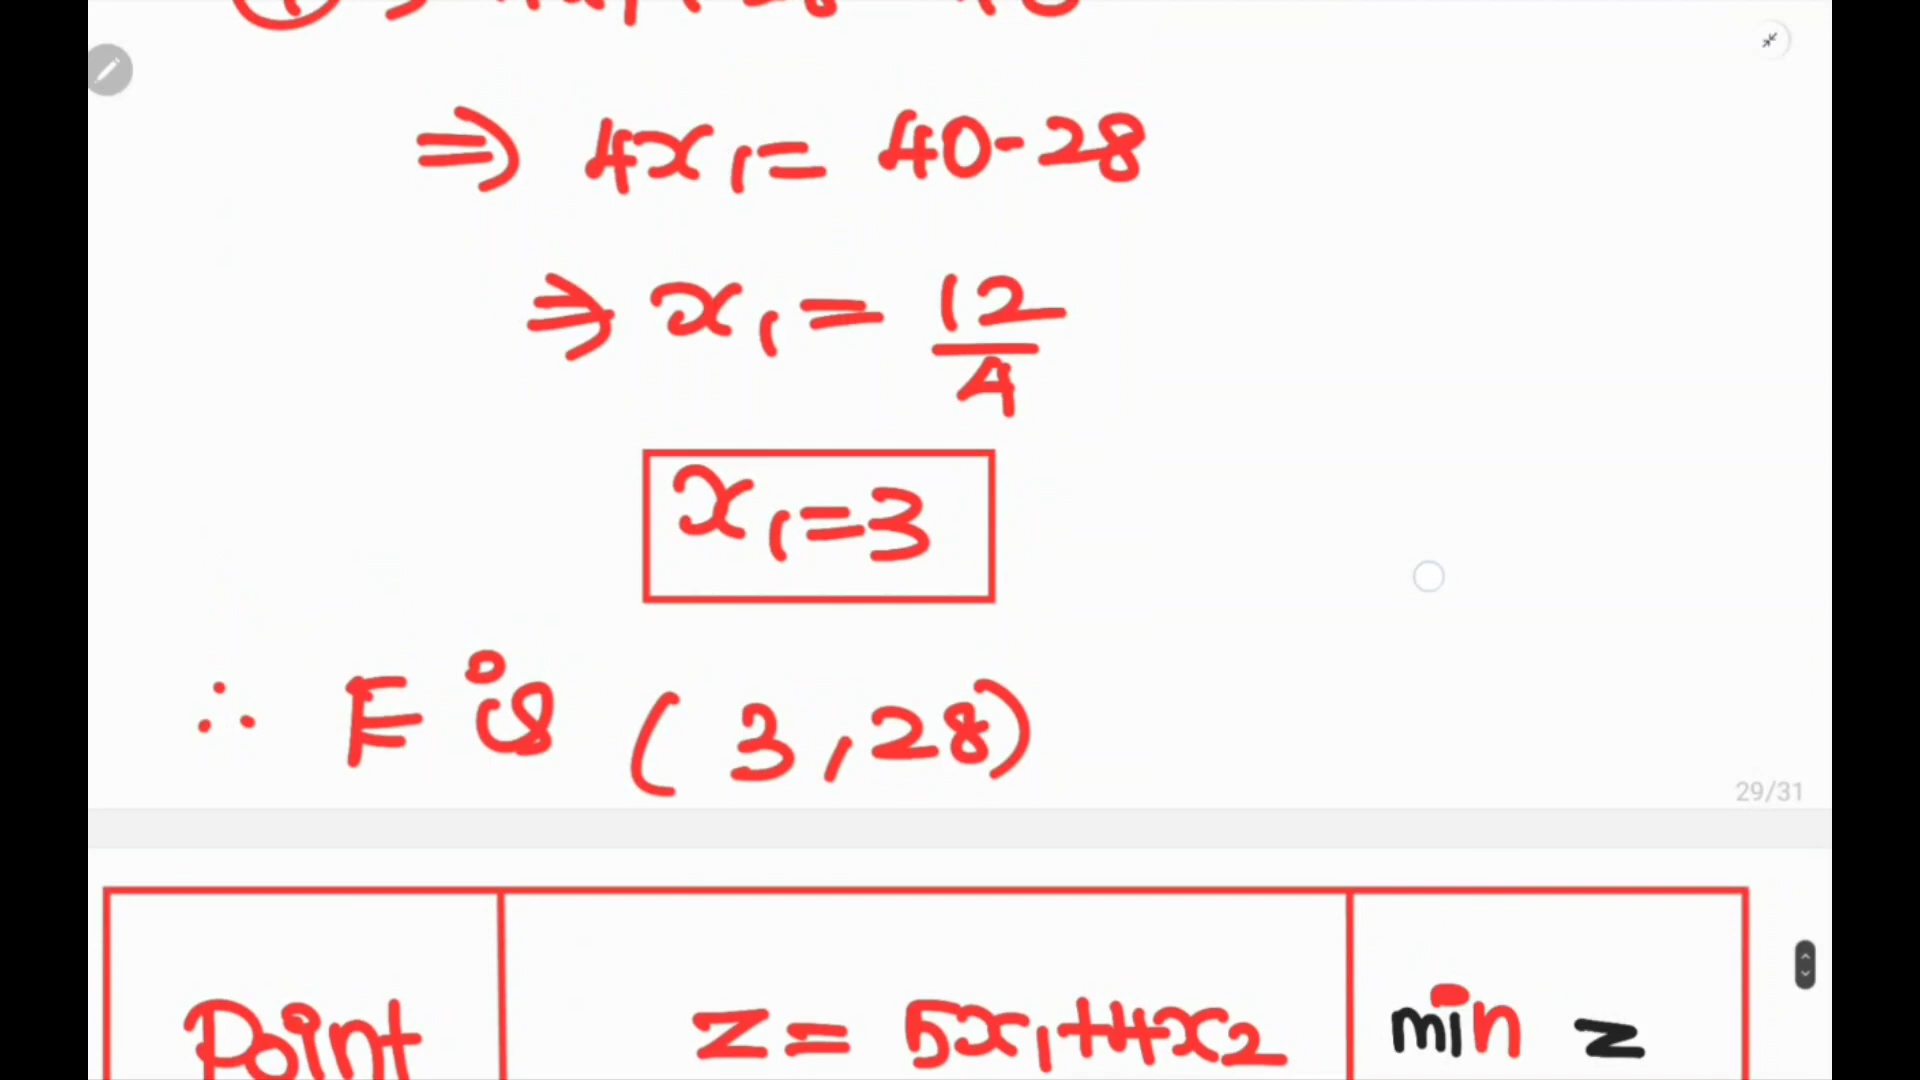 ⇒ 4x₁ = 40-28
⇒ x₁ = 12/4
x₁ = 3
∴ E is (3, 28)
29/31
Point z = 5x₁+4x₂ min z